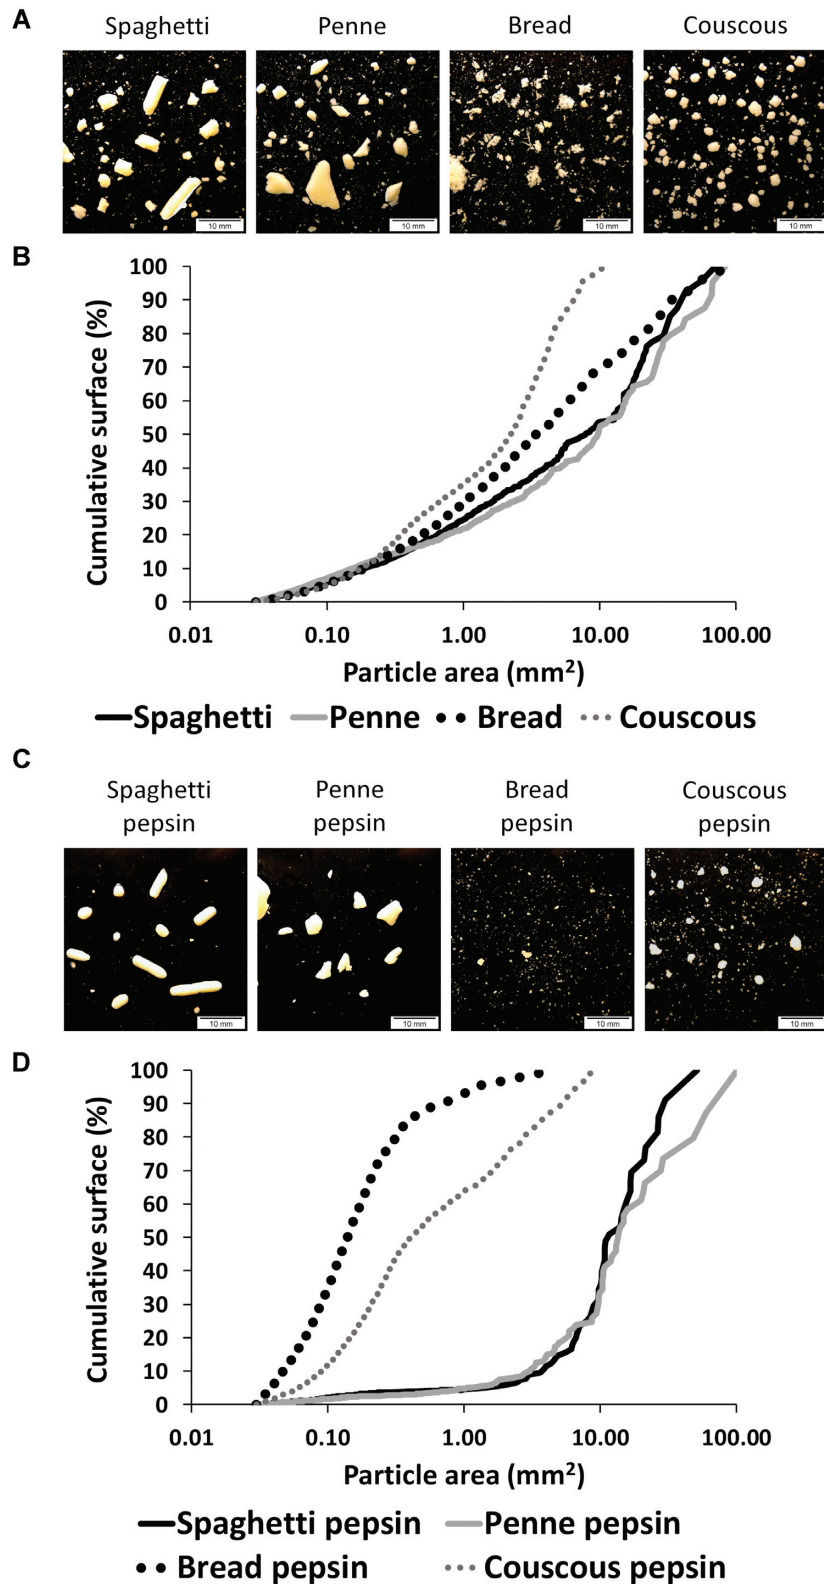 A
Spaghetti Penne Bread Couscous
10 mm 10 mm 10 mm 10 mm
B
100
90
80
70
60
50
40
30
20
10
0
Cumulative surface (%)
0.01 0.10 1.00 10.00 100.00
Particle area (mm²)
Spaghetti Penne Bread Couscous
C
Spaghetti pepsin Penne pepsin Bread pepsin Couscous pepsin
10 mm 10 mm 10 mm 10 mm
D
100
90
80
70
60
50
40
30
20
10
0
Cumulative surface (%)
0.01 0.10 1.00 10.00 100.00
Particle area (mm²)
Spaghetti pepsin Penne pepsin
Bread pepsin Couscous pepsin